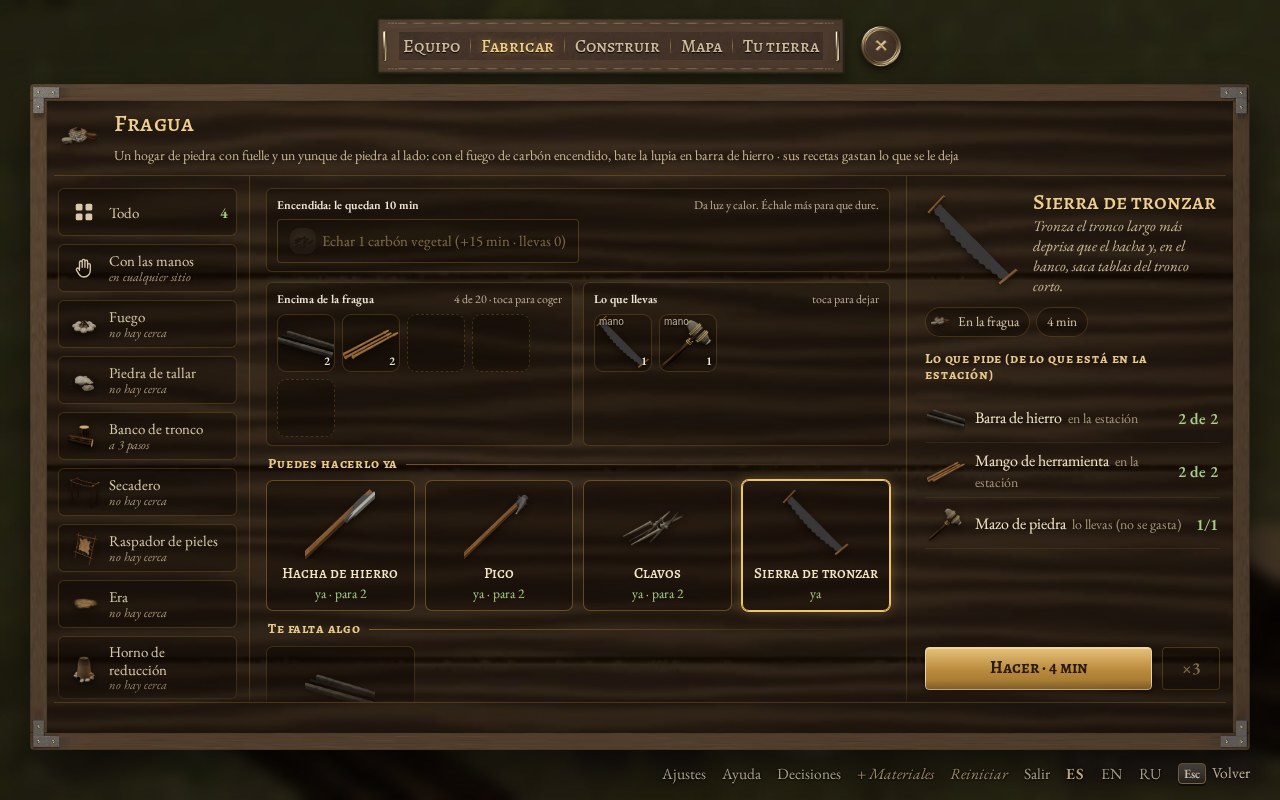 Equipo Fabricar Construir Mapa Tu tierra ×
Fragua
Un hogar de piedra con fuelle y un yunque de piedra al lado: con el fuego de carbón encendido, bate la lupia en barra de hierro · sus recetas gastan lo que se le deja
Todo 4
Con las manos
en cualquier sitio
Fuego
no hay cerca
Piedra de tallar
no hay cerca
Banco de tronco
a 3 pasos
Secadero
no hay cerca
Raspador de pieles
no hay cerca
Era
no hay cerca
Horno de
reducción
no hay cerca
Encendida: le quedan 10 min Da luz y calor. Échale más para que dure.
Echar 1 carbón vegetal (+15 min · llevas 0)
Encima de la fragua 4 de 20 · toca para coger
2 2
Lo que llevas toca para dejar
mano mano
1 1
Puedes hacerlo ya
Hacha de hierro
ya · para 2
Pico
ya · para 2
Clavos
ya · para 2
Sierra de tronzar
ya
Te falta algo
Sierra de tronzar
Tronza el tronco largo más
deprisa que el hacha y, en el
banco, saca tablas del tronco
corto.
En la fragua 4 min
Lo que pide (de lo que está en la
estación)
Barra de hierro en la estación 2 de 2
Mango de herramienta en la
estación 2 de 2
Mazo de piedra lo llevas (no se gasta) 1/1
Hacer · 4 min ×3
Ajustes Ayuda Decisiones + Materiales Reiniciar Salir ES EN RU Esc Volver